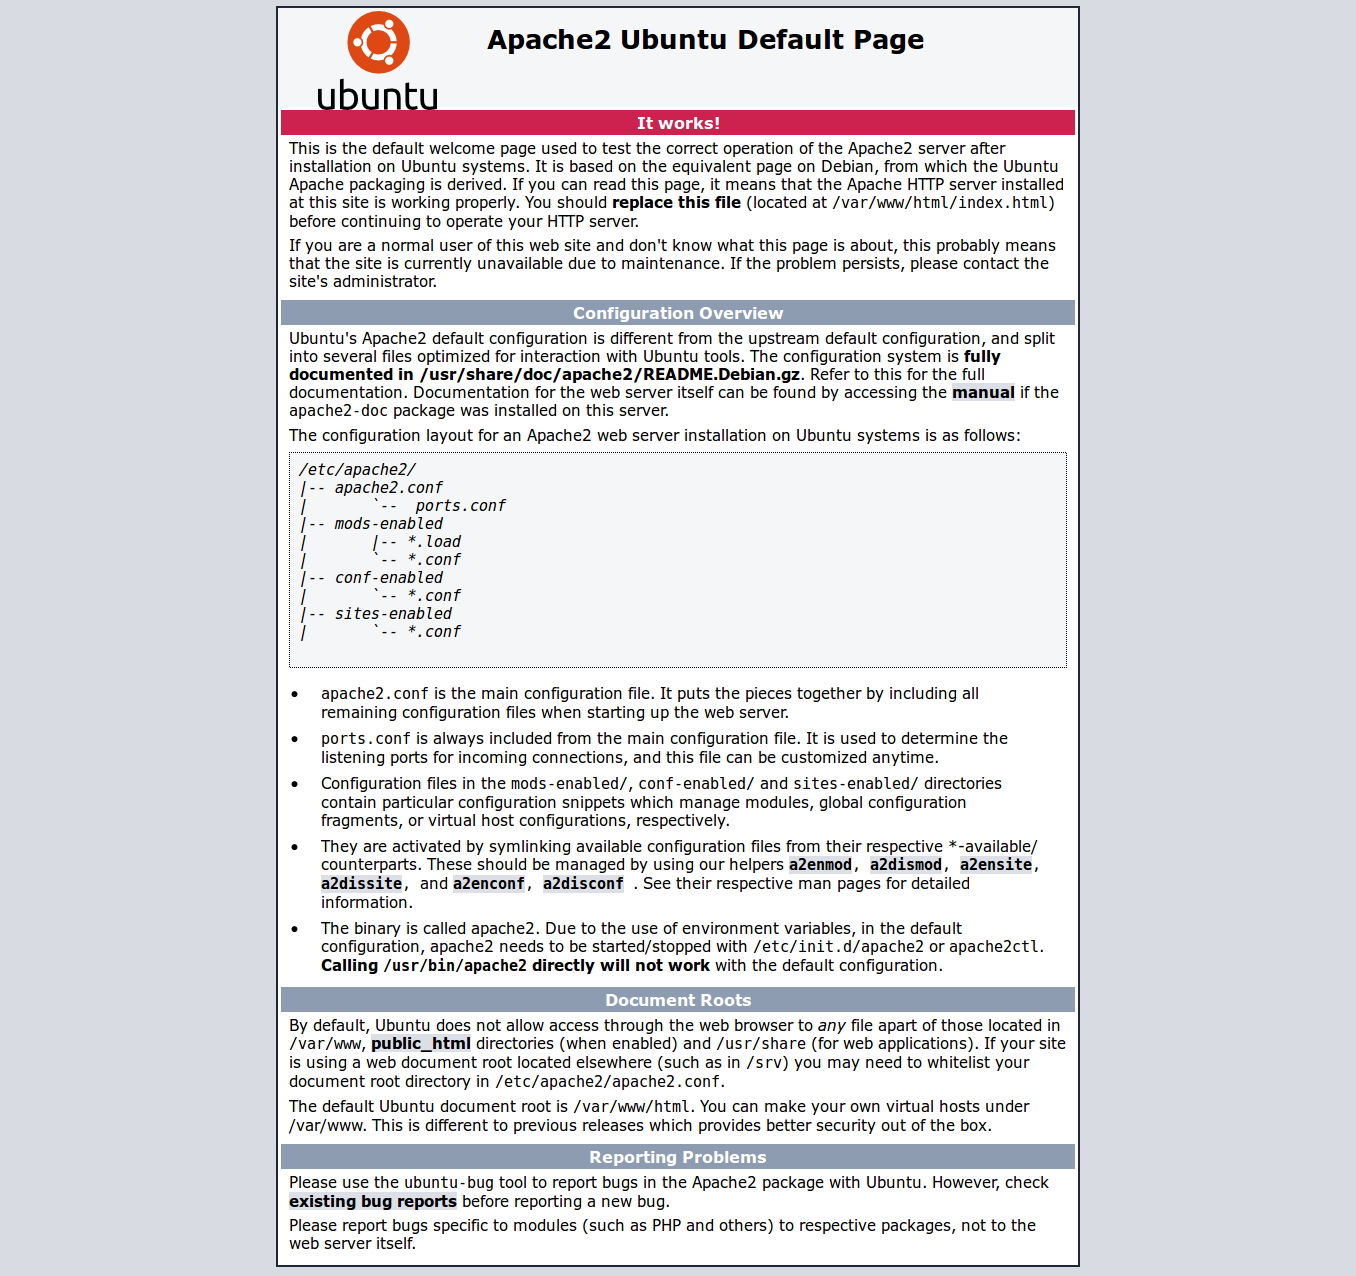 ubuntu
Apache2 Ubuntu Default Page
It works!
This is the default welcome page used to test the correct operation of the Apache2 server after
installation on Ubuntu systems. It is based on the equivalent page on Debian, from which the Ubuntu
Apache packaging is derived. If you can read this page, it means that the Apache HTTP server installed
at this site is working properly. You should replace this file (located at /var/www/html/index.html)
before continuing to operate your HTTP server.
If you are a normal user of this web site and don't know what this page is about, this probably means
that the site is currently unavailable due to maintenance. If the problem persists, please contact the
site's administrator.
Configuration Overview
Ubuntu's Apache2 default configuration is different from the upstream default configuration, and split
into several files optimized for interaction with Ubuntu tools. The configuration system is fully
documented in /usr/share/doc/apache2/README.Debian.gz. Refer to this for the full
documentation. Documentation for the web server itself can be found by accessing the manual if the
apache2-doc package was installed on this server.
The configuration layout for an Apache2 web server installation on Ubuntu systems is as follows:
/etc/apache2/
|-- apache2.conf
|       `--  ports.conf
|-- mods-enabled
|       |-- *.load
|       `-- *.conf
|-- conf-enabled
|       `-- *.conf
|-- sites-enabled
|       `-- *.conf
• apache2.conf is the main configuration file. It puts the pieces together by including all
remaining configuration files when starting up the web server.
• ports.conf is always included from the main configuration file. It is used to determine the
listening ports for incoming connections, and this file can be customized anytime.
• Configuration files in the mods-enabled/, conf-enabled/ and sites-enabled/ directories
contain particular configuration snippets which manage modules, global configuration
fragments, or virtual host configurations, respectively.
• They are activated by symlinking available configuration files from their respective *-available/
counterparts. These should be managed by using our helpers a2enmod, a2dismod, a2ensite,
a2dissite, and a2enconf, a2disconf . See their respective man pages for detailed
information.
• The binary is called apache2. Due to the use of environment variables, in the default
configuration, apache2 needs to be started/stopped with /etc/init.d/apache2 or apache2ctl.
Calling /usr/bin/apache2 directly will not work with the default configuration.
Document Roots
By default, Ubuntu does not allow access through the web browser to any file apart of those located in
/var/www, public_html directories (when enabled) and /usr/share (for web applications). If your site
is using a web document root located elsewhere (such as in /srv) you may need to whitelist your
document root directory in /etc/apache2/apache2.conf.
The default Ubuntu document root is /var/www/html. You can make your own virtual hosts under
/var/www. This is different to previous releases which provides better security out of the box.
Reporting Problems
Please use the ubuntu-bug tool to report bugs in the Apache2 package with Ubuntu. However, check
existing bug reports before reporting a new bug.
Please report bugs specific to modules (such as PHP and others) to respective packages, not to the
web server itself.